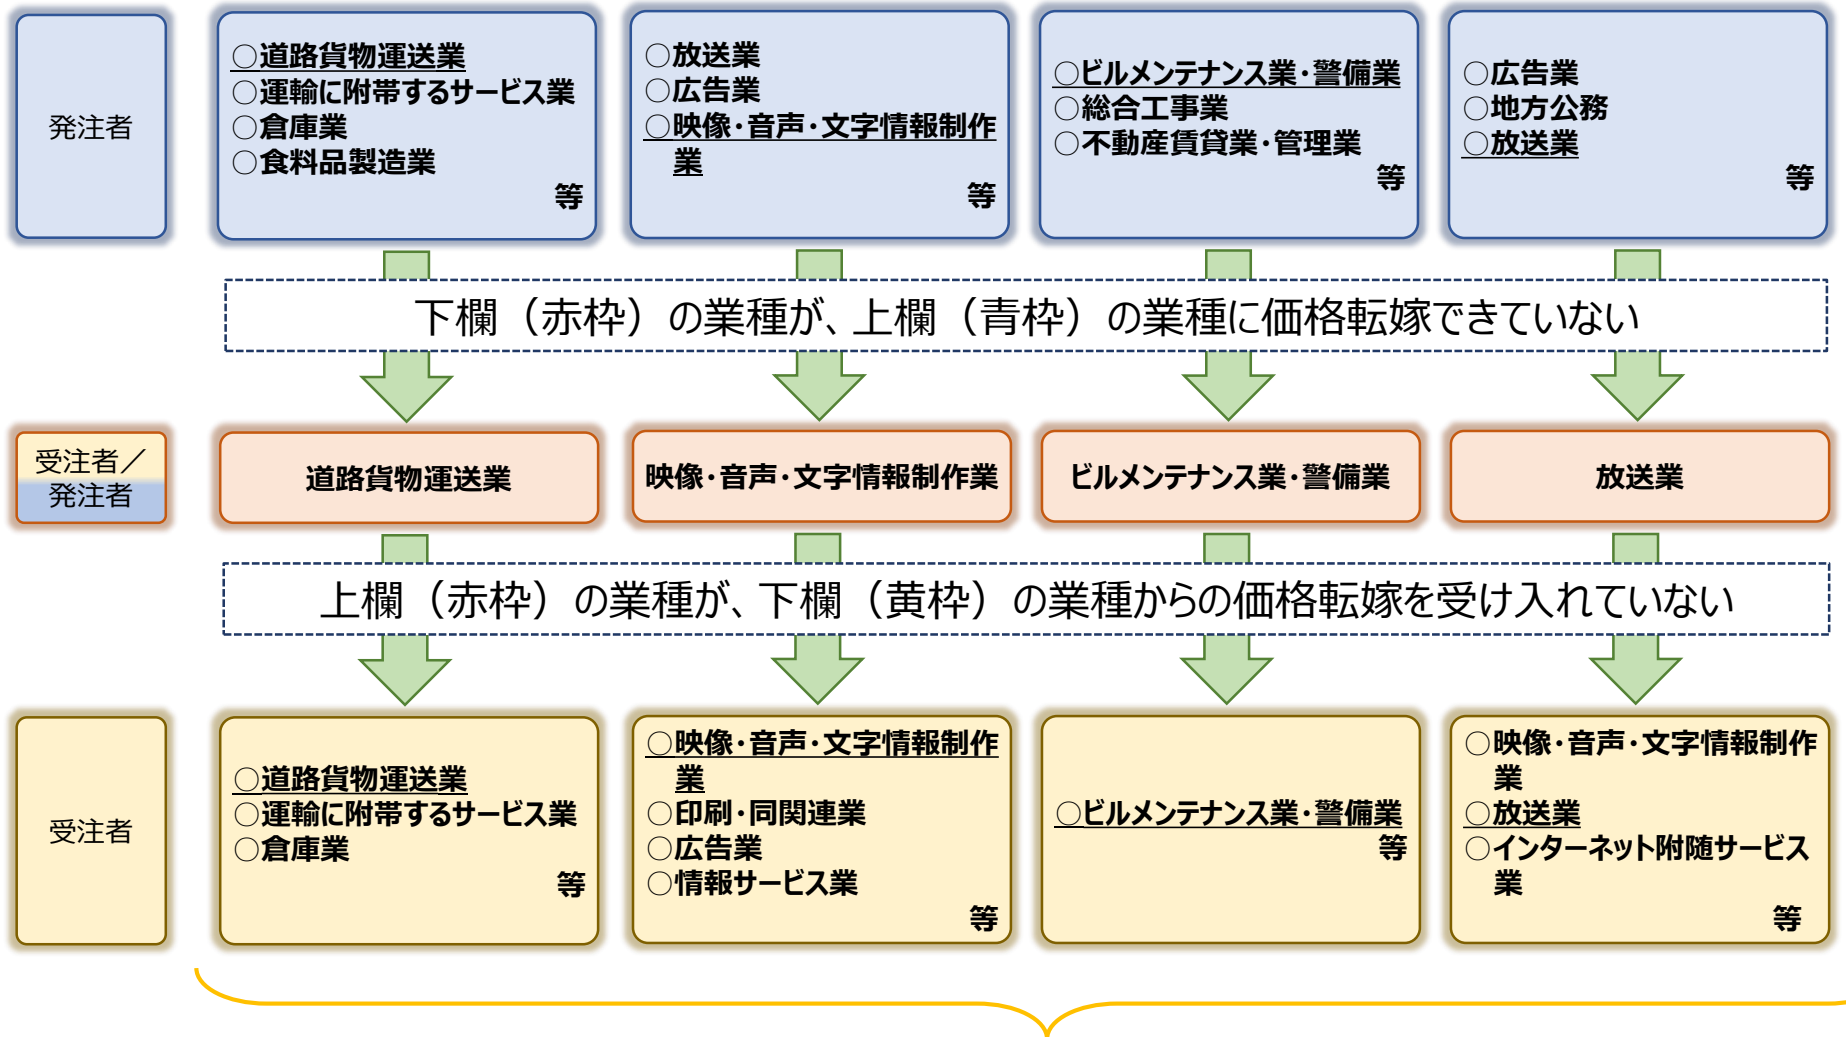 発注者
○道路貨物運送業
○運輸に附帯するサービス業
○倉庫業
○食料品製造業
等
○放送業
○広告業
○映像・音声・文字情報制作
業
等
○ビルメンテナンス業・警備業
○総合工事業
○不動産賃貸業・管理業
等
○広告業
○地方公務
○放送業
等
下欄（赤枠）の業種が、上欄（青枠）の業種に価格転嫁できていない
受注者／
発注者
道路貨物運送業
映像・音声・文字情報制作業
ビルメンテナンス業・警備業
放送業
上欄（赤枠）の業種が、下欄（黄枠）の業種からの価格転嫁を受け入れていない
受注者
○道路貨物運送業
○運輸に附帯するサービス業
○倉庫業
等
○映像・音声・文字情報制作
業
○印刷・同関連業
○広告業
○情報サービス業
等
○ビルメンテナンス業・警備業
等
○映像・音声・文字情報制作
業
○放送業
○インターネット附随サービス
業
等